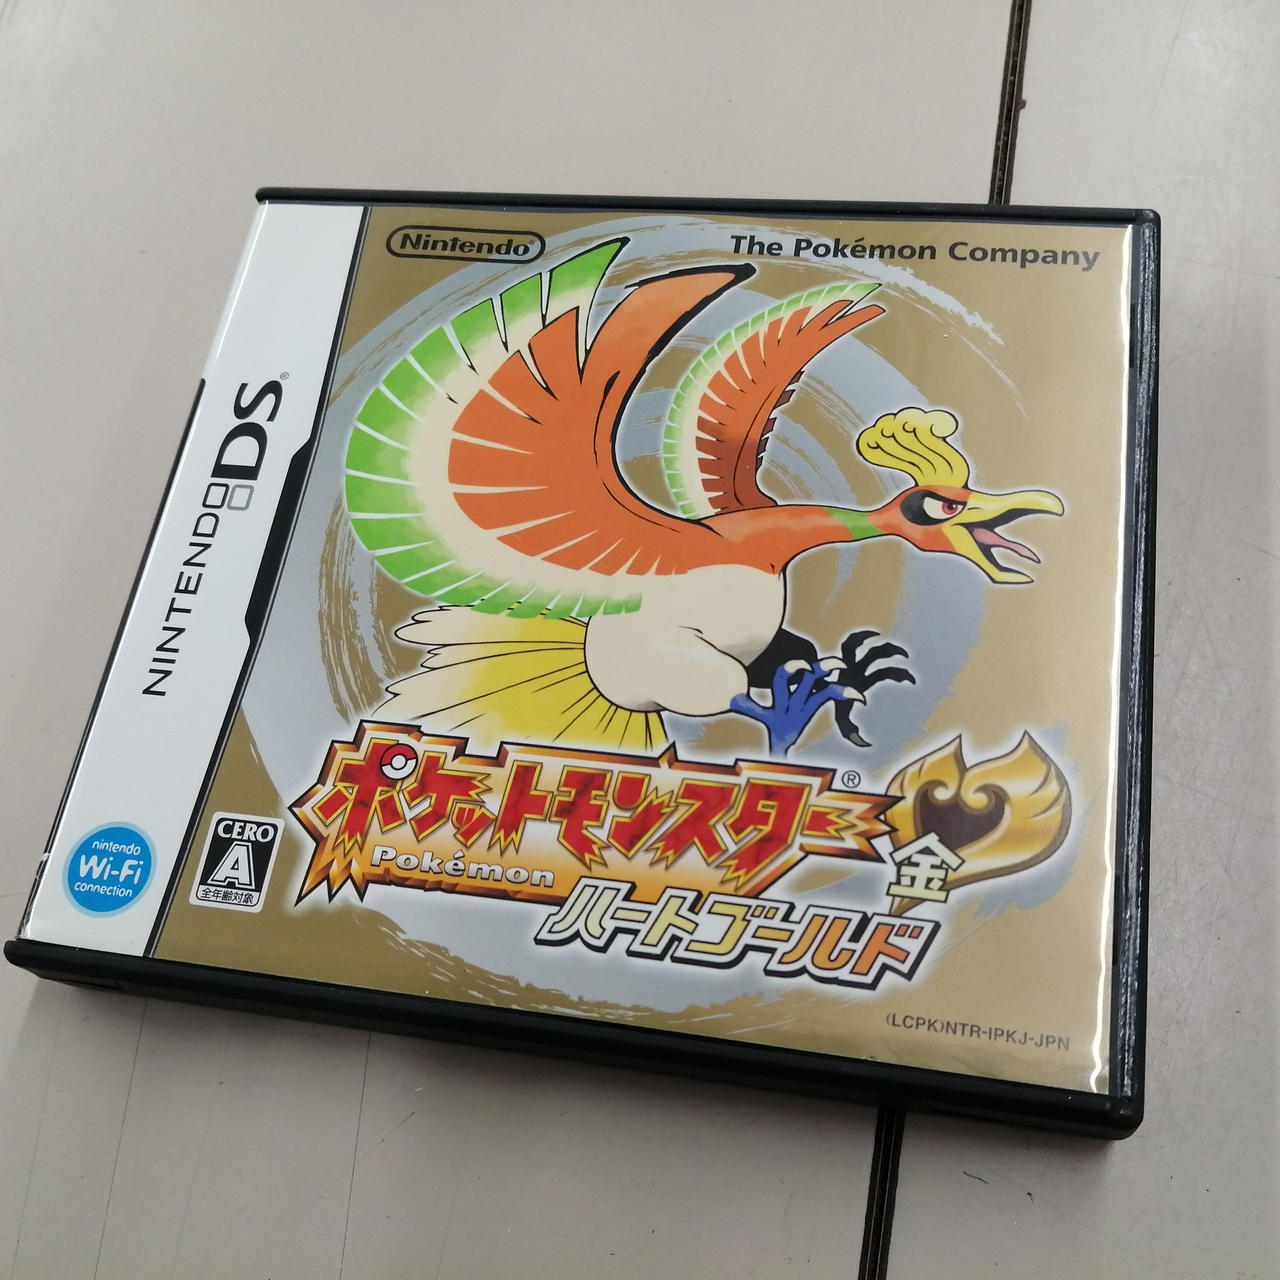 Nintendo®
The Pokémon Company
NINTENDO DS®
ポケットモンスター®
Pokémon
金
ハートゴールド
nintendo
Wi-Fi
connection
CERO
A
全年齢対象
(LCPK)NTR-IPKJ-JPN